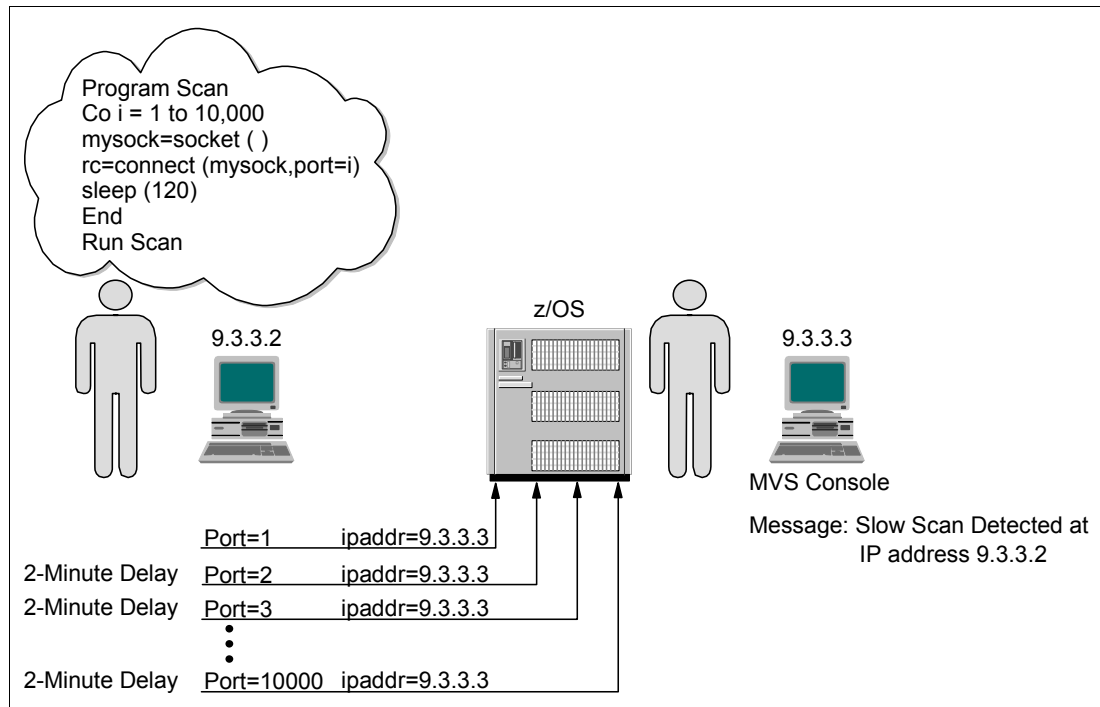 Program Scan
Co i = 1 to 10,000
mysock=socket ( )
rc=connect (mysock,port=i)
sleep (120)
End
Run Scan
9.3.3.2
z/OS
9.3.3.3
MVS Console
Message: Slow Scan Detected at
IP address 9.3.3.2
Port=1 ipaddr=9.3.3.3
2-Minute Delay Port=2 ipaddr=9.3.3.3
2-Minute Delay Port=3 ipaddr=9.3.3.3
2-Minute Delay Port=10000 ipaddr=9.3.3.3